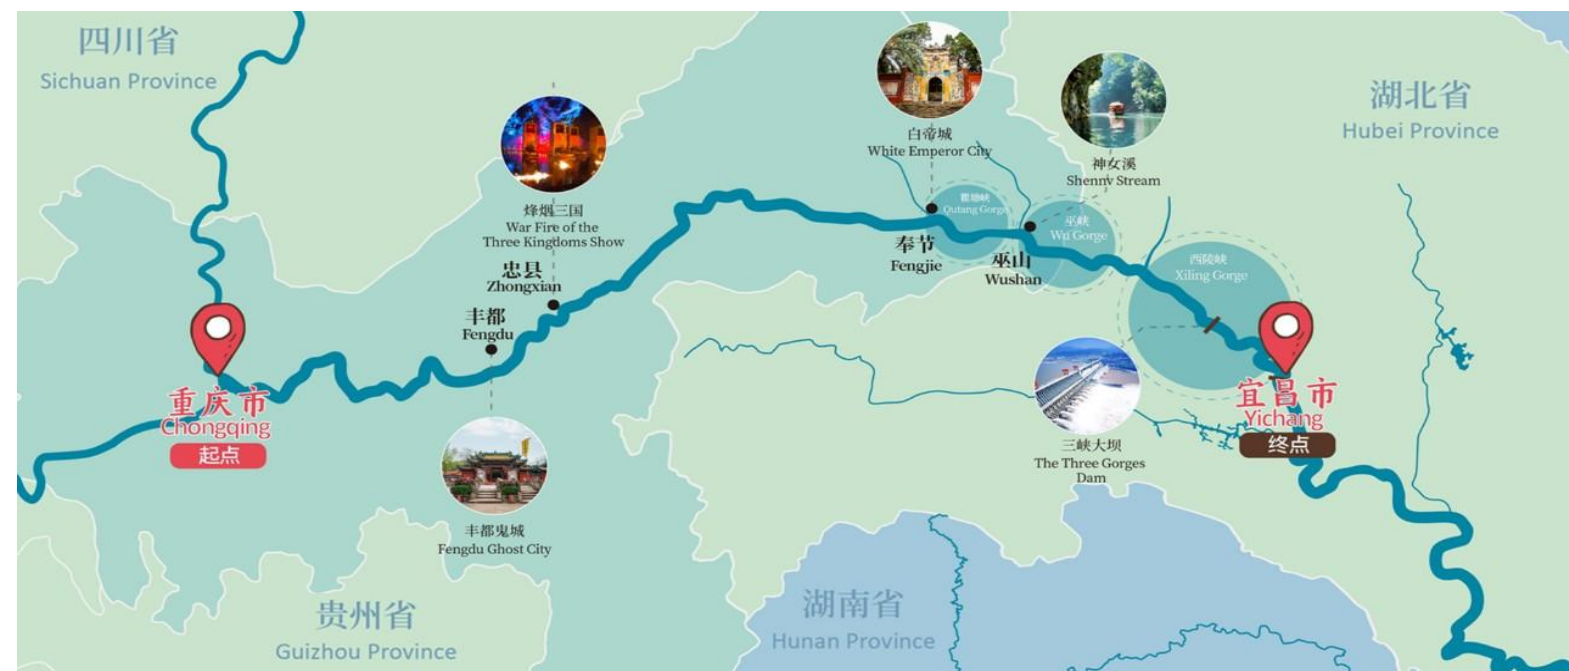 四川省
Sichuan Province
湖北省
Hubei Province
白帝城
White Emperor City
神女溪
Shennv Stream
烽烟三国
War Fire of the
Three Kingdoms Show
瞿塘峡
Qutang Gorge
巫峡
Wu Gorge
奉节
Fengjie
巫山
Wushan
西陵峡
Xiling Gorge
忠县
Zhongxian
丰都
Fengdu
重庆市
Chongqing
起点
宜昌市
Yichang
终点
三峡大坝
The Three Gorges
Dam
丰都鬼城
Fengdu Ghost City
贵州省
Guizhou Province
湖南省
Hunan Province